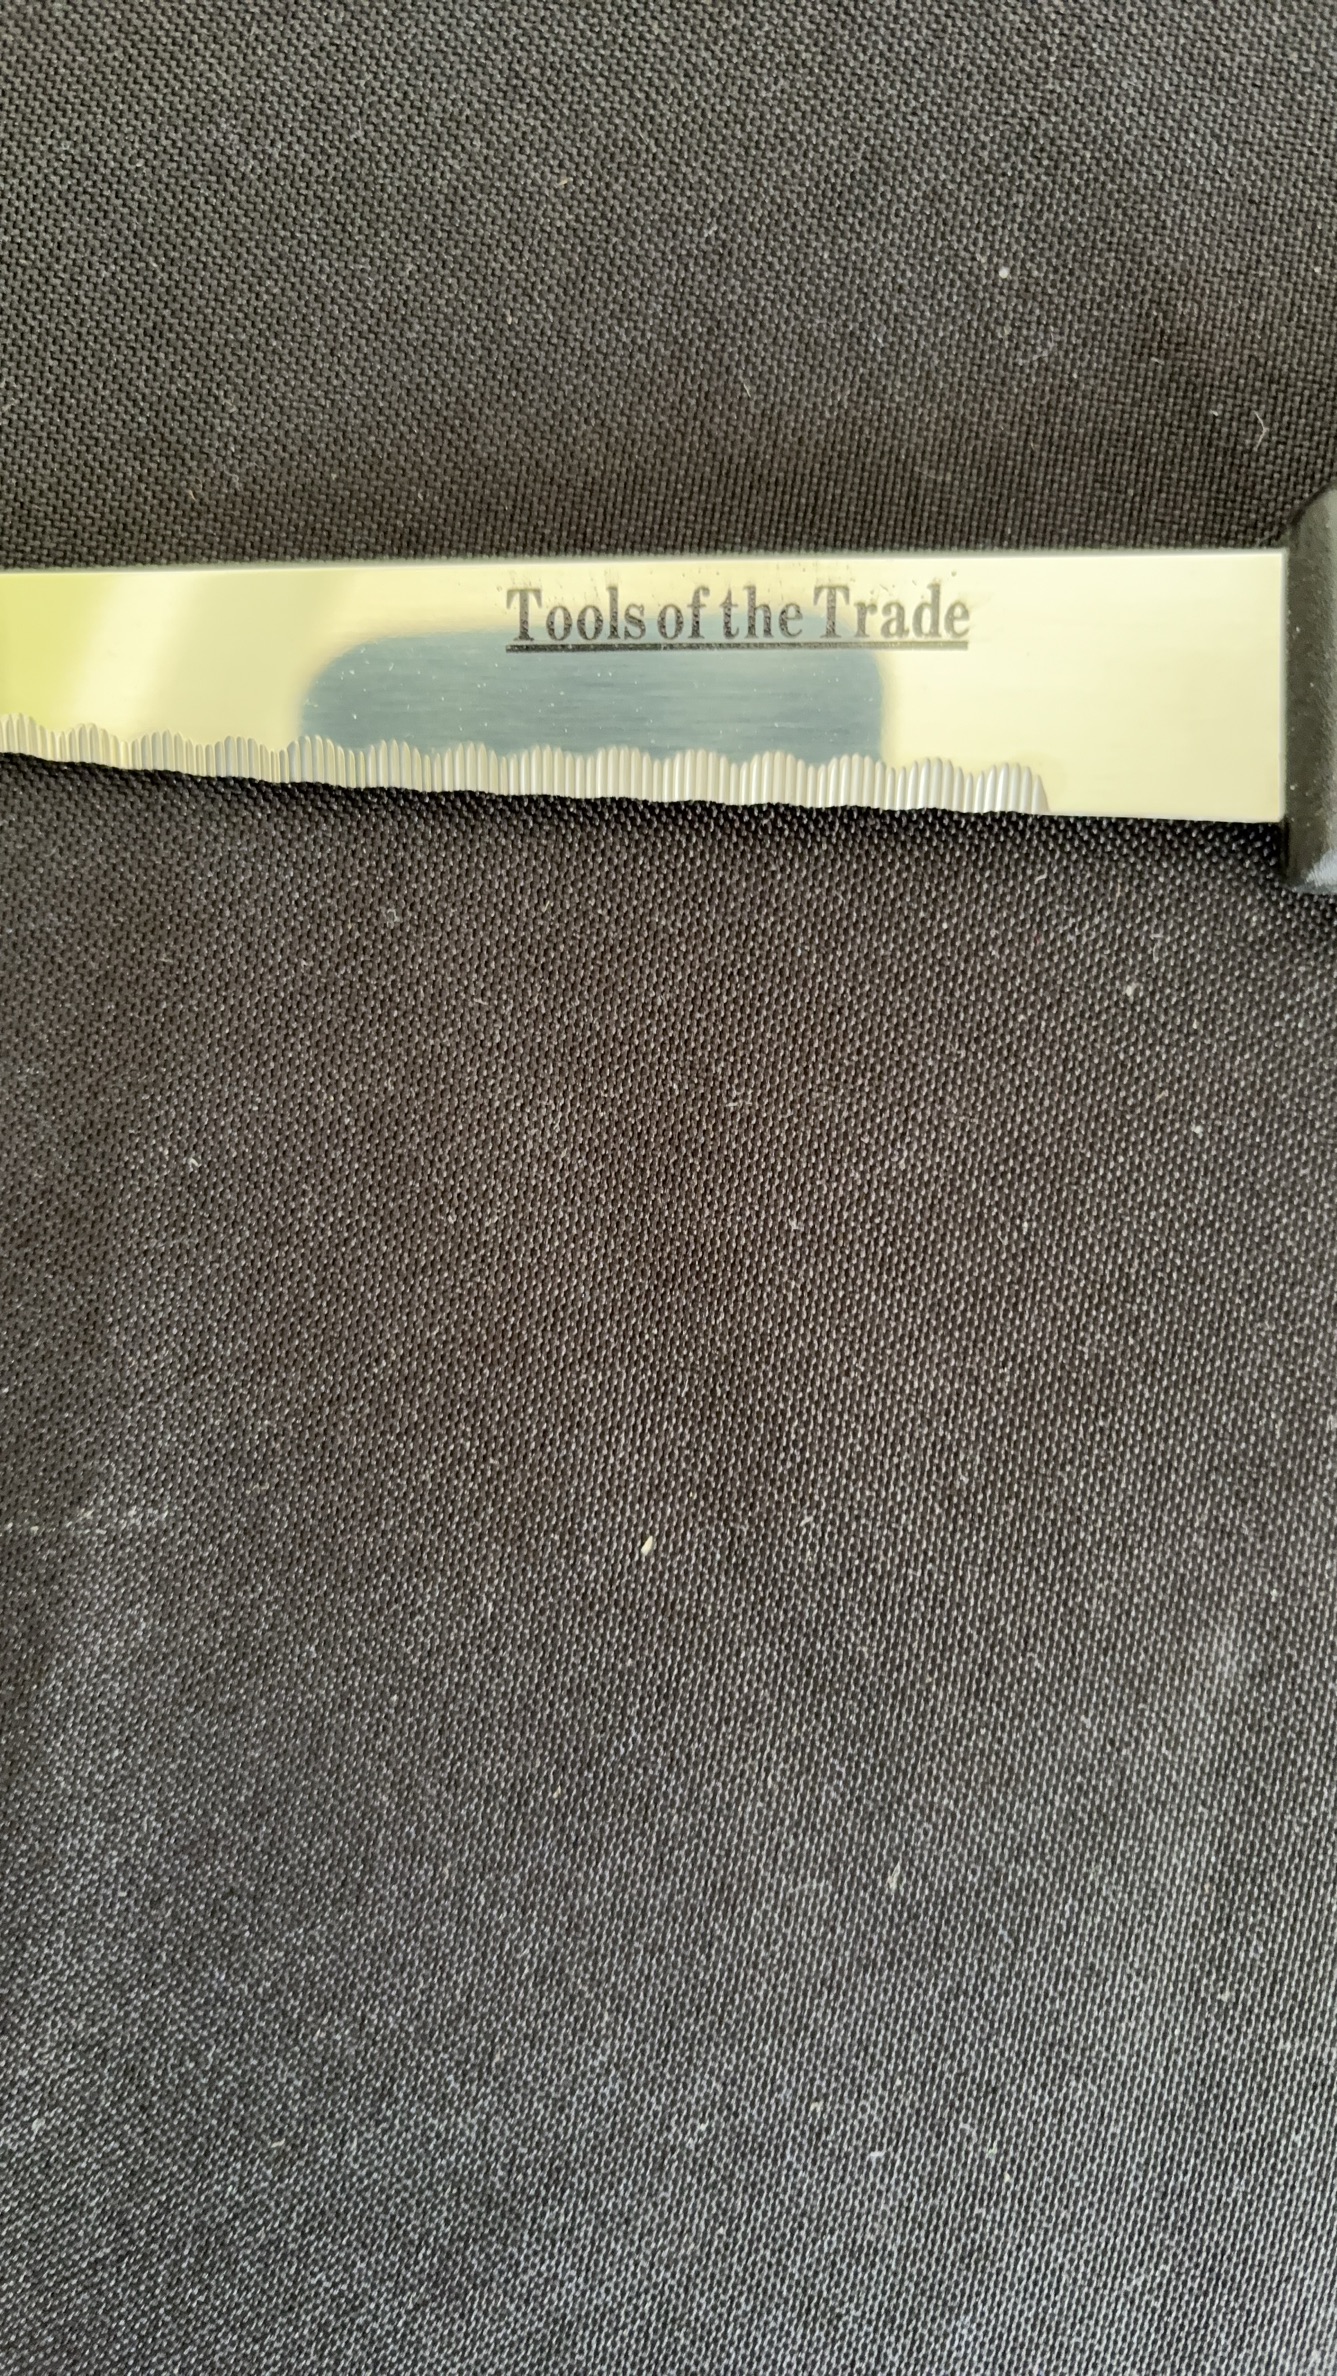 Tools of the Trade